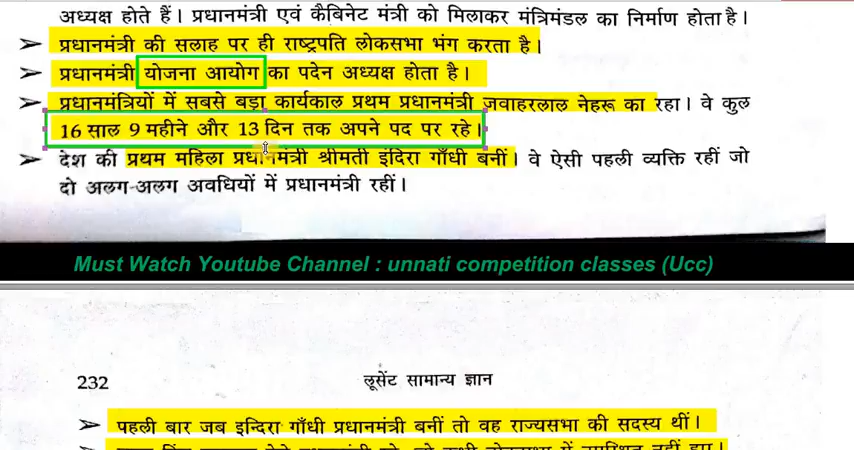 अध्यक्ष होते हैं। प्रधानमंत्री एवं कैबिनेट मंत्री को मिलाकर मंत्रिमंडल का निर्माण होता है।
➢ प्रधानमंत्री की सलाह पर ही राष्ट्रपति लोकसभा भंग करता है।
➢ प्रधानमंत्री योजना आयोग का पदेन अध्यक्ष होता है।
➢ प्रधानमंत्रियों में सबसे बड़ा कार्यकाल प्रथम प्रधानमंत्री जवाहरलाल नेहरू का रहा। वे कुल
16 साल 9 महीने और 13 दिन तक अपने पद पर रहे।
➢ देश की प्रथम महिला प्रधानमंत्री श्रीमती इंदिरा गाँधी बनीं। वे ऐसी पहली व्यक्ति रहीं जो
दो अलग-अलग अवधियों में प्रधानमंत्री रहीं।
Must Watch Youtube Channel : unnati competition classes (Ucc)
232 लूसेंट सामान्य ज्ञान
➢ पहली बार जब इन्दिरा गाँधी प्रधानमंत्री बनीं तो वह राज्यसभा की सदस्य थीं।